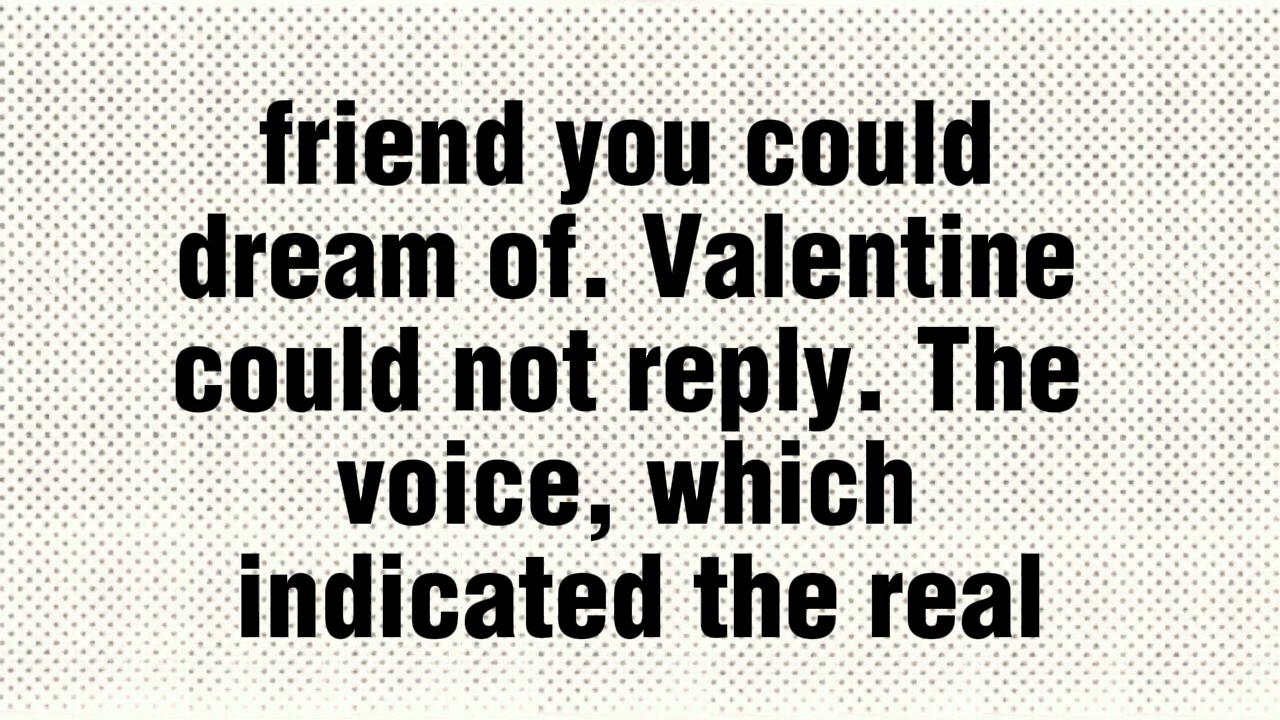 friend you could
dream of. Valentine
could not reply. The
voice, which
indicated the real